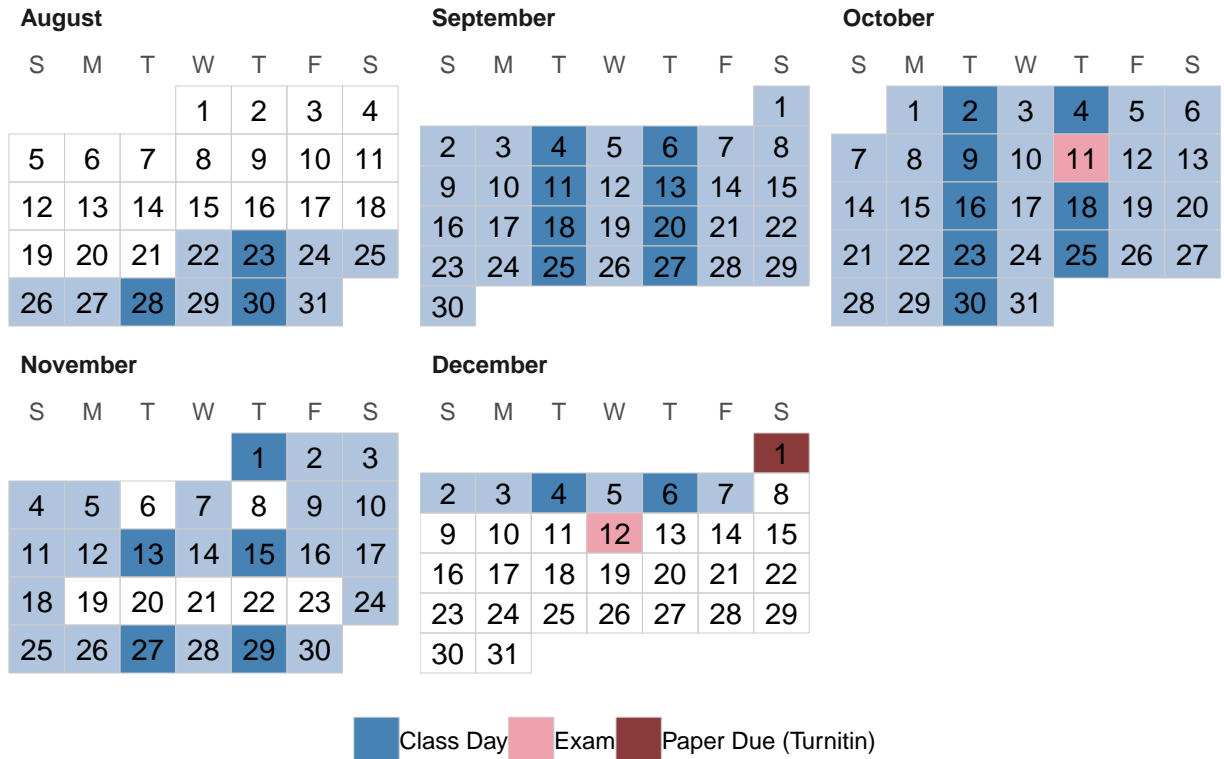 August
S M T W T F S
1 2 3 4
5 6 7 8 9 10 11
12 13 14 15 16 17 18
19 20 21 22 23 24 25
26 27 28 29 30 31
September
S M T W T F S
1
2 3 4 5 6 7 8
9 10 11 12 13 14 15
16 17 18 19 20 21 22
23 24 25 26 27 28 29
30
October
S M T W T F S
1 2 3 4 5 6
7 8 9 10 11 12 13
14 15 16 17 18 19 20
21 22 23 24 25 26 27
28 29 30 31
November
S M T W T F S
1 2 3
4 5 6 7 8 9 10
11 12 13 14 15 16 17
18 19 20 21 22 23 24
25 26 27 28 29 30
December
S M T W T F S
1
2 3 4 5 6 7 8
9 10 11 12 13 14 15
16 17 18 19 20 21 22
23 24 25 26 27 28 29
30 31
Class Day Exam Paper Due (Turnitin)